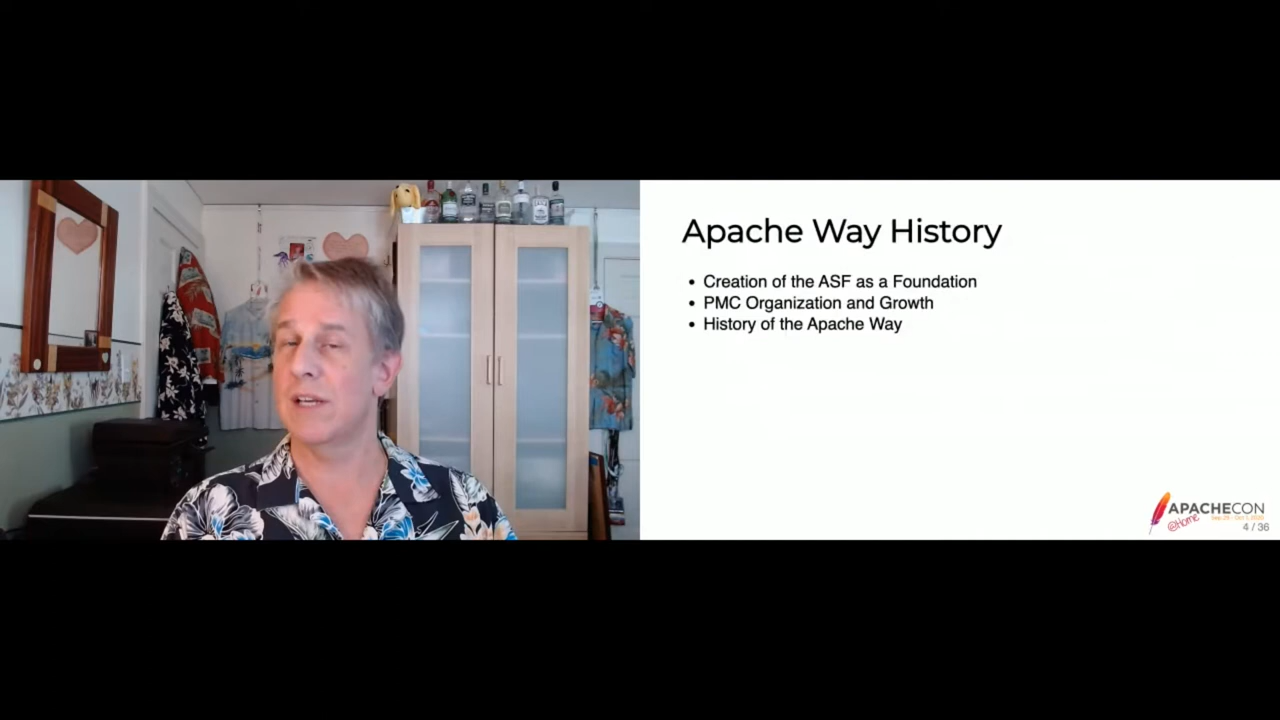 Apache Way History
• Creation of the ASF as a Foundation
• PMC Organization and Growth
• History of the Apache Way
APACHECON
@Home
4 / 36